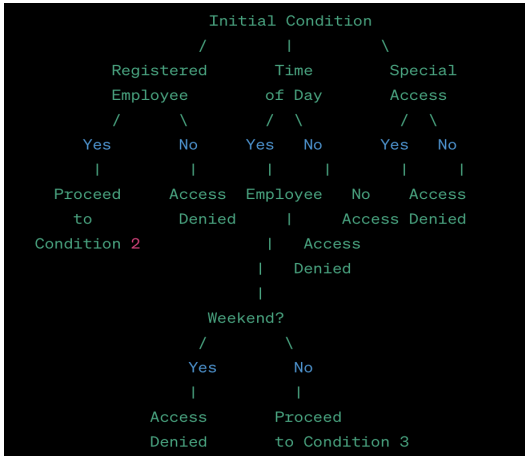 Initial Condition
/ | \
Registered Time Special
Employee of Day Access
/ \ / \ / \
Yes No Yes No Yes No
| | | | | |
Proceed Access Employee No Access
to Denied | Access Denied
Condition 2 | Access
| Denied
|
Weekend?
/ \
Yes No
| |
Access Proceed
Denied to Condition 3